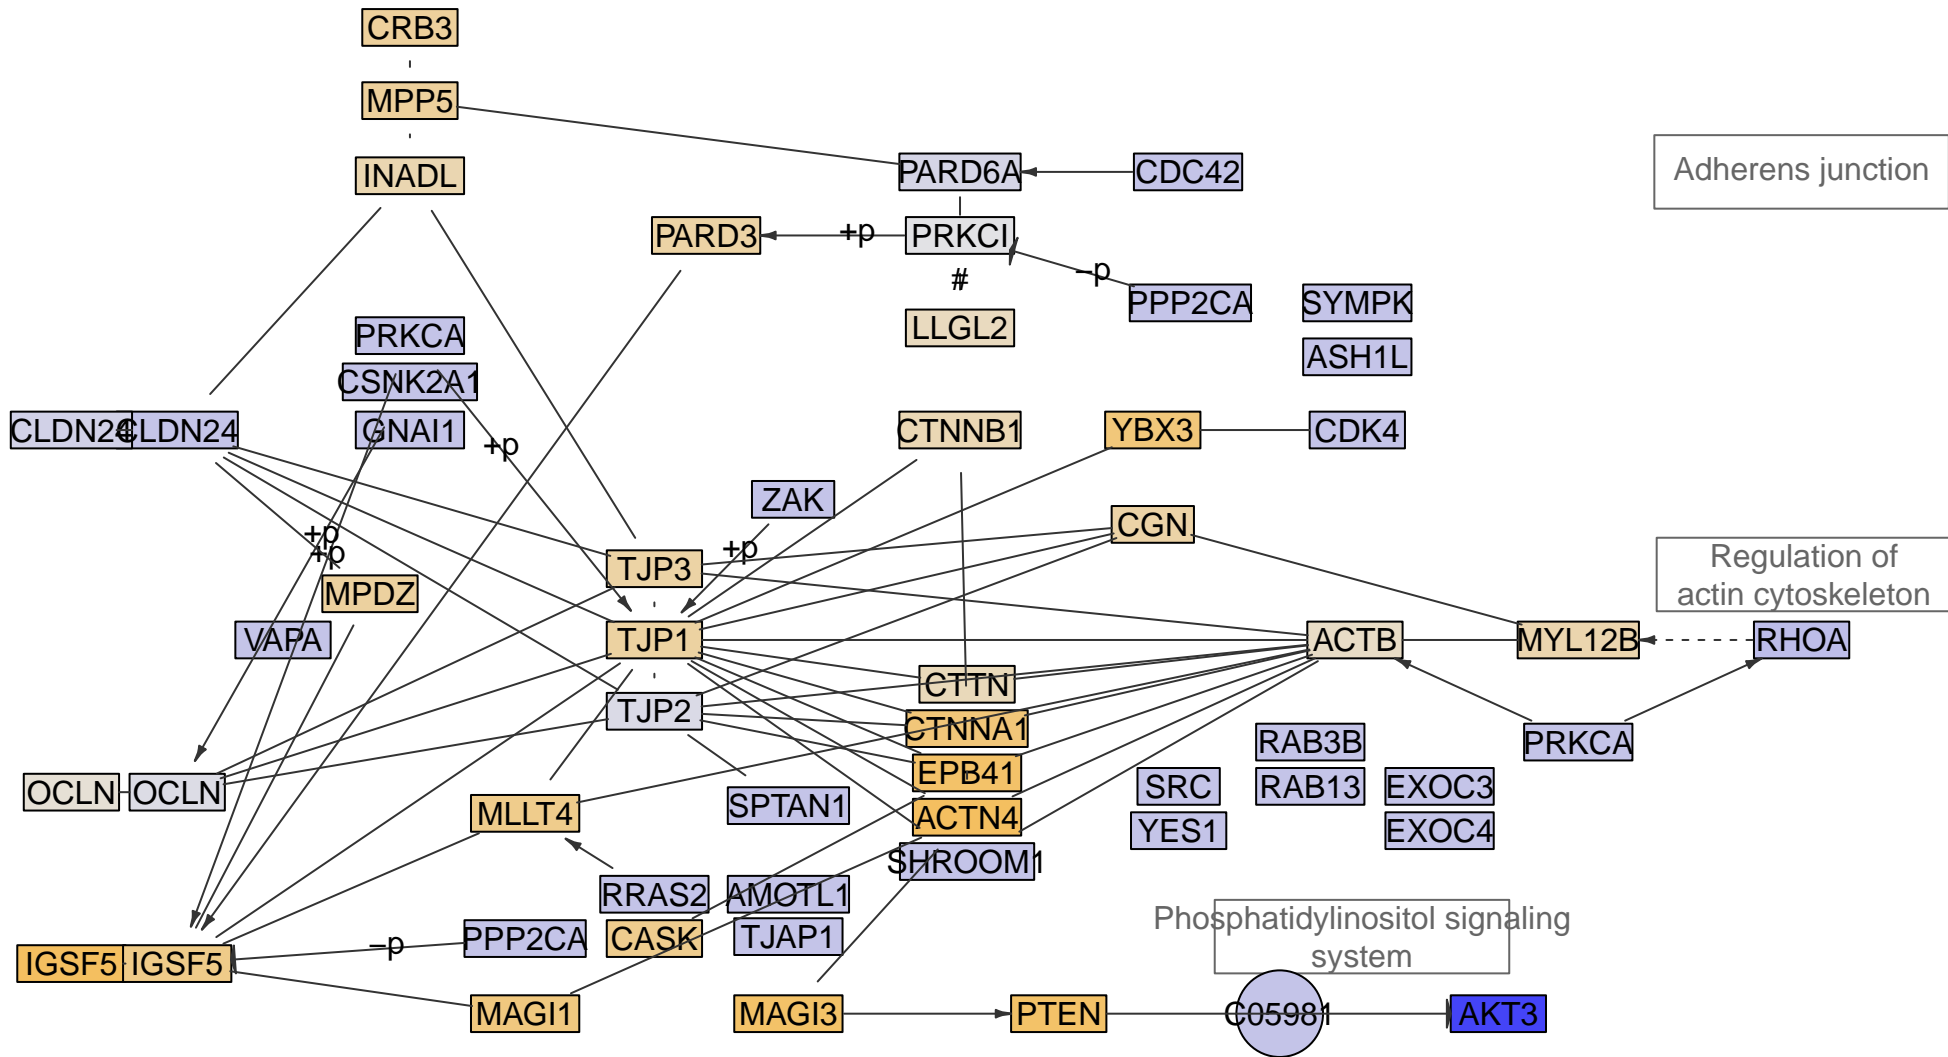 CRB3
MPP5
INADL
PARD6A
CDC42
Adherens junction
PARD3
+p
PRKCI
−p
#
PPP2CA
SYMPK
PRKCA
LLGL2
ASH1L
CSNK2A1
CLDN24
CLDN24
GNAI1
+p
CTNNB1
YBX3
CDK4
ZAK
CGN
+p
+p
+p
TJP3
Regulation of
actin cytoskeleton
MPDZ
VAPA
TJP1
ACTB
MYL12B
RHOA
CTTN
TJP2
CTNNA1
RAB3B
PRKCA
EPB41
OCLN
OCLN
SRC
RAB13
EXOC3
MLLT4
SPTAN1
ACTN4
YES1
EXOC4
SHROOM1
RRAS2
AMOTL1
Phosphatidylinositol signaling
system
PPP2CA
CASK
TJAP1
−p
IGSF5
IGSF5
MAGI1
MAGI3
PTEN
C05981
AKT3